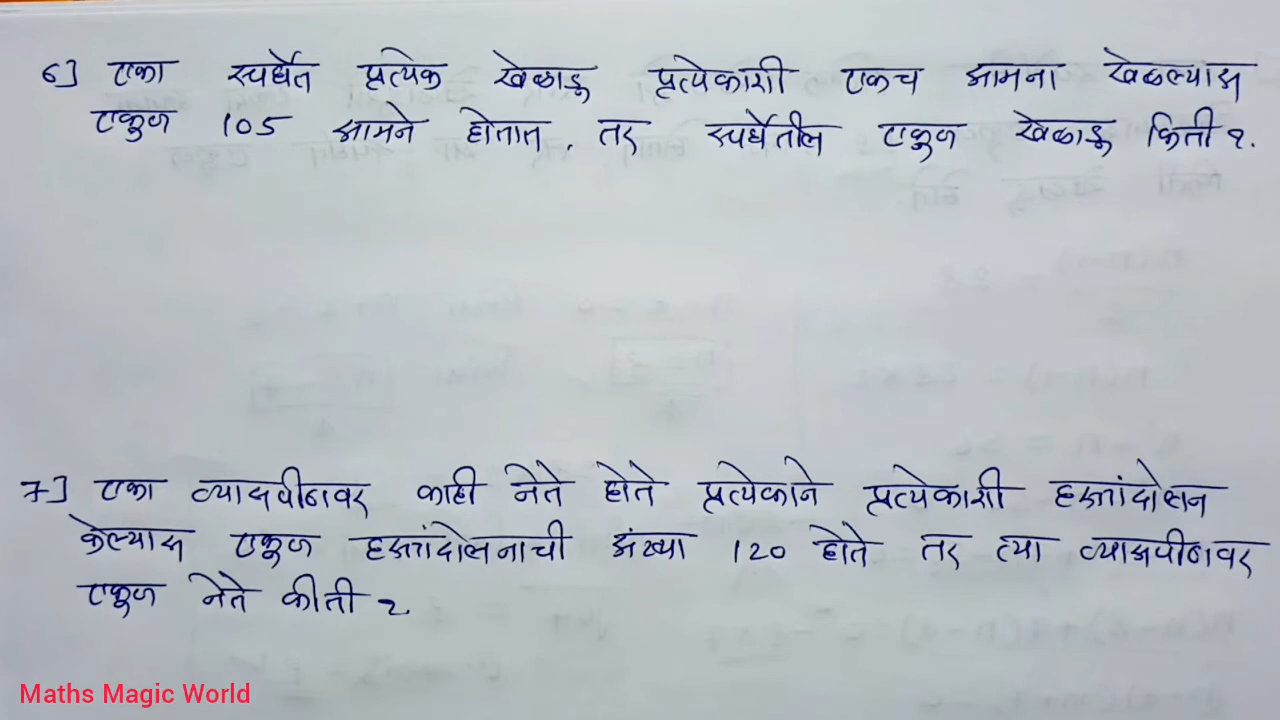 6] एका स्पर्धेत प्रत्येक खेळाडू प्रत्येकाशी एकच सामना खेळल्यास
एकुण 105 सामने होतात. तर स्पर्धेतील एकुण खेळाडू किती ?.
7] एका व्यासपीठावर काही नेते होते प्रत्येकाने प्रत्येकाशी हस्तांदोलन
केल्यास एकुण हस्तांदोलनाची संख्या 120 होते तर त्या व्यासपीठावर
एकुण नेते कीती ?
Maths Magic World